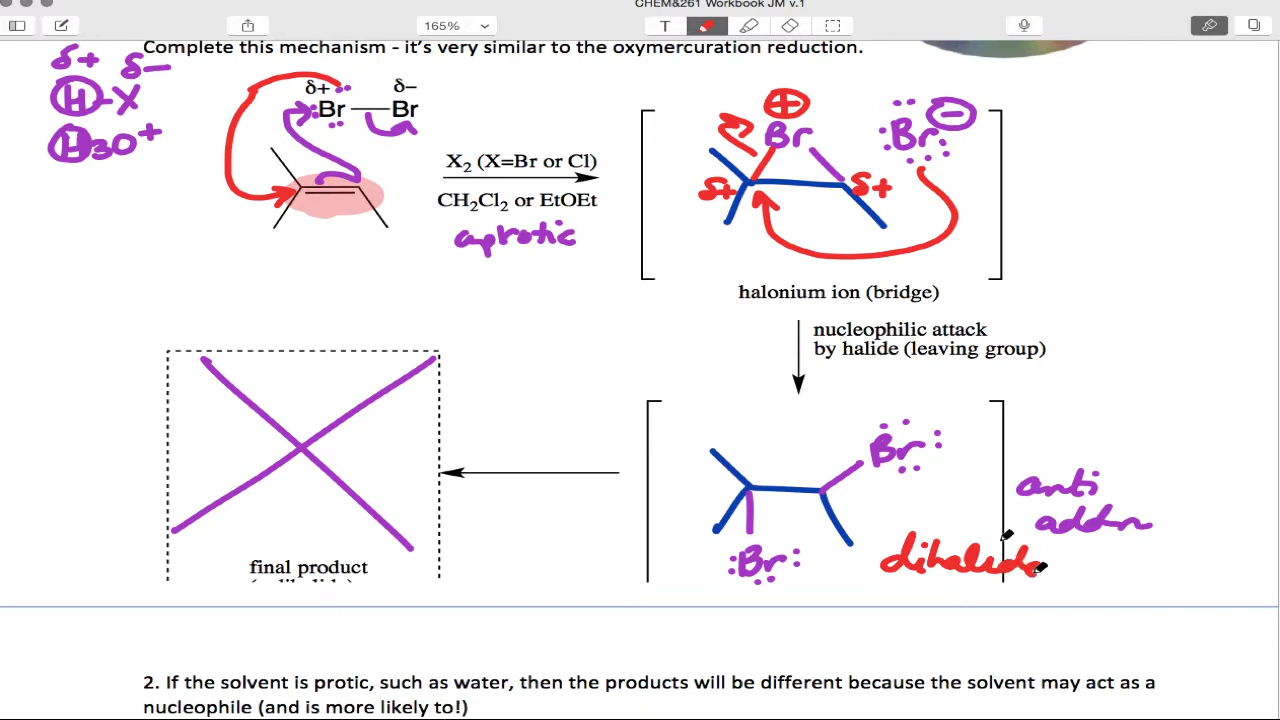 CHEM&261 Workbook JM v.1
165%
T
Complete this mechanism - it's very similar to the oxymercuration reduction.
δ+ δ−
H-X
H3O+
δ+ δ−
:Br — Br
X2 (X=Br or Cl)
CH2Cl2 or EtOEt
aprotic
+
Br :Br: −
δ+ δ+
halonium ion (bridge)
nucleophilic attack
by halide (leaving group)
Br:
anti
addn
:Br:
dihalide
final product
2. If the solvent is protic, such as water, then the products will be different because the solvent may act as a
nucleophile (and is more likely to!)